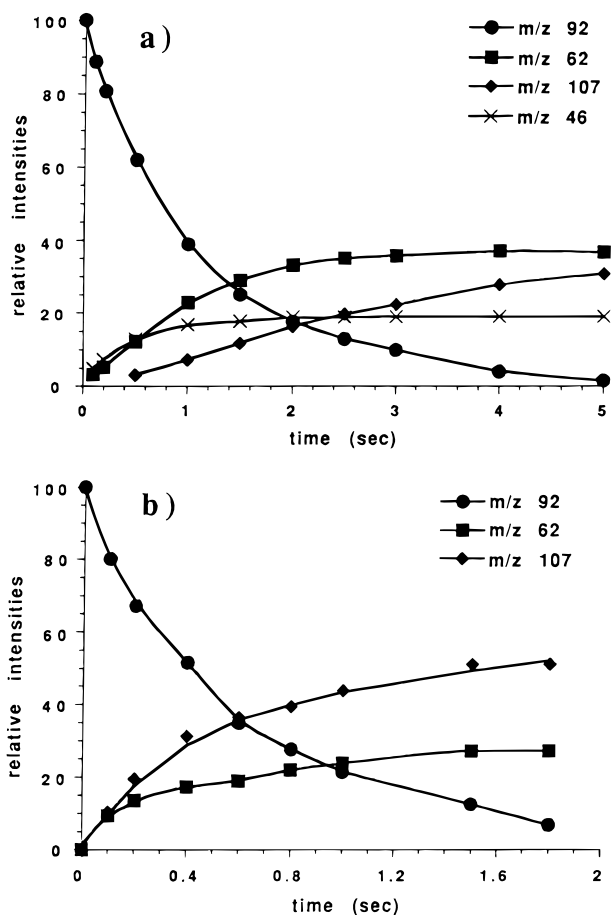 a)
m/z 92
m/z 62
m/z 107
m/z 46
100
80
60
40
20
0
relative intensities
0 1 2 3 4 5
time (sec)
b)
m/z 92
m/z 62
m/z 107
100
80
60
40
20
0
relative intensities
0 0.4 0.8 1.2 1.6 2
time (sec)